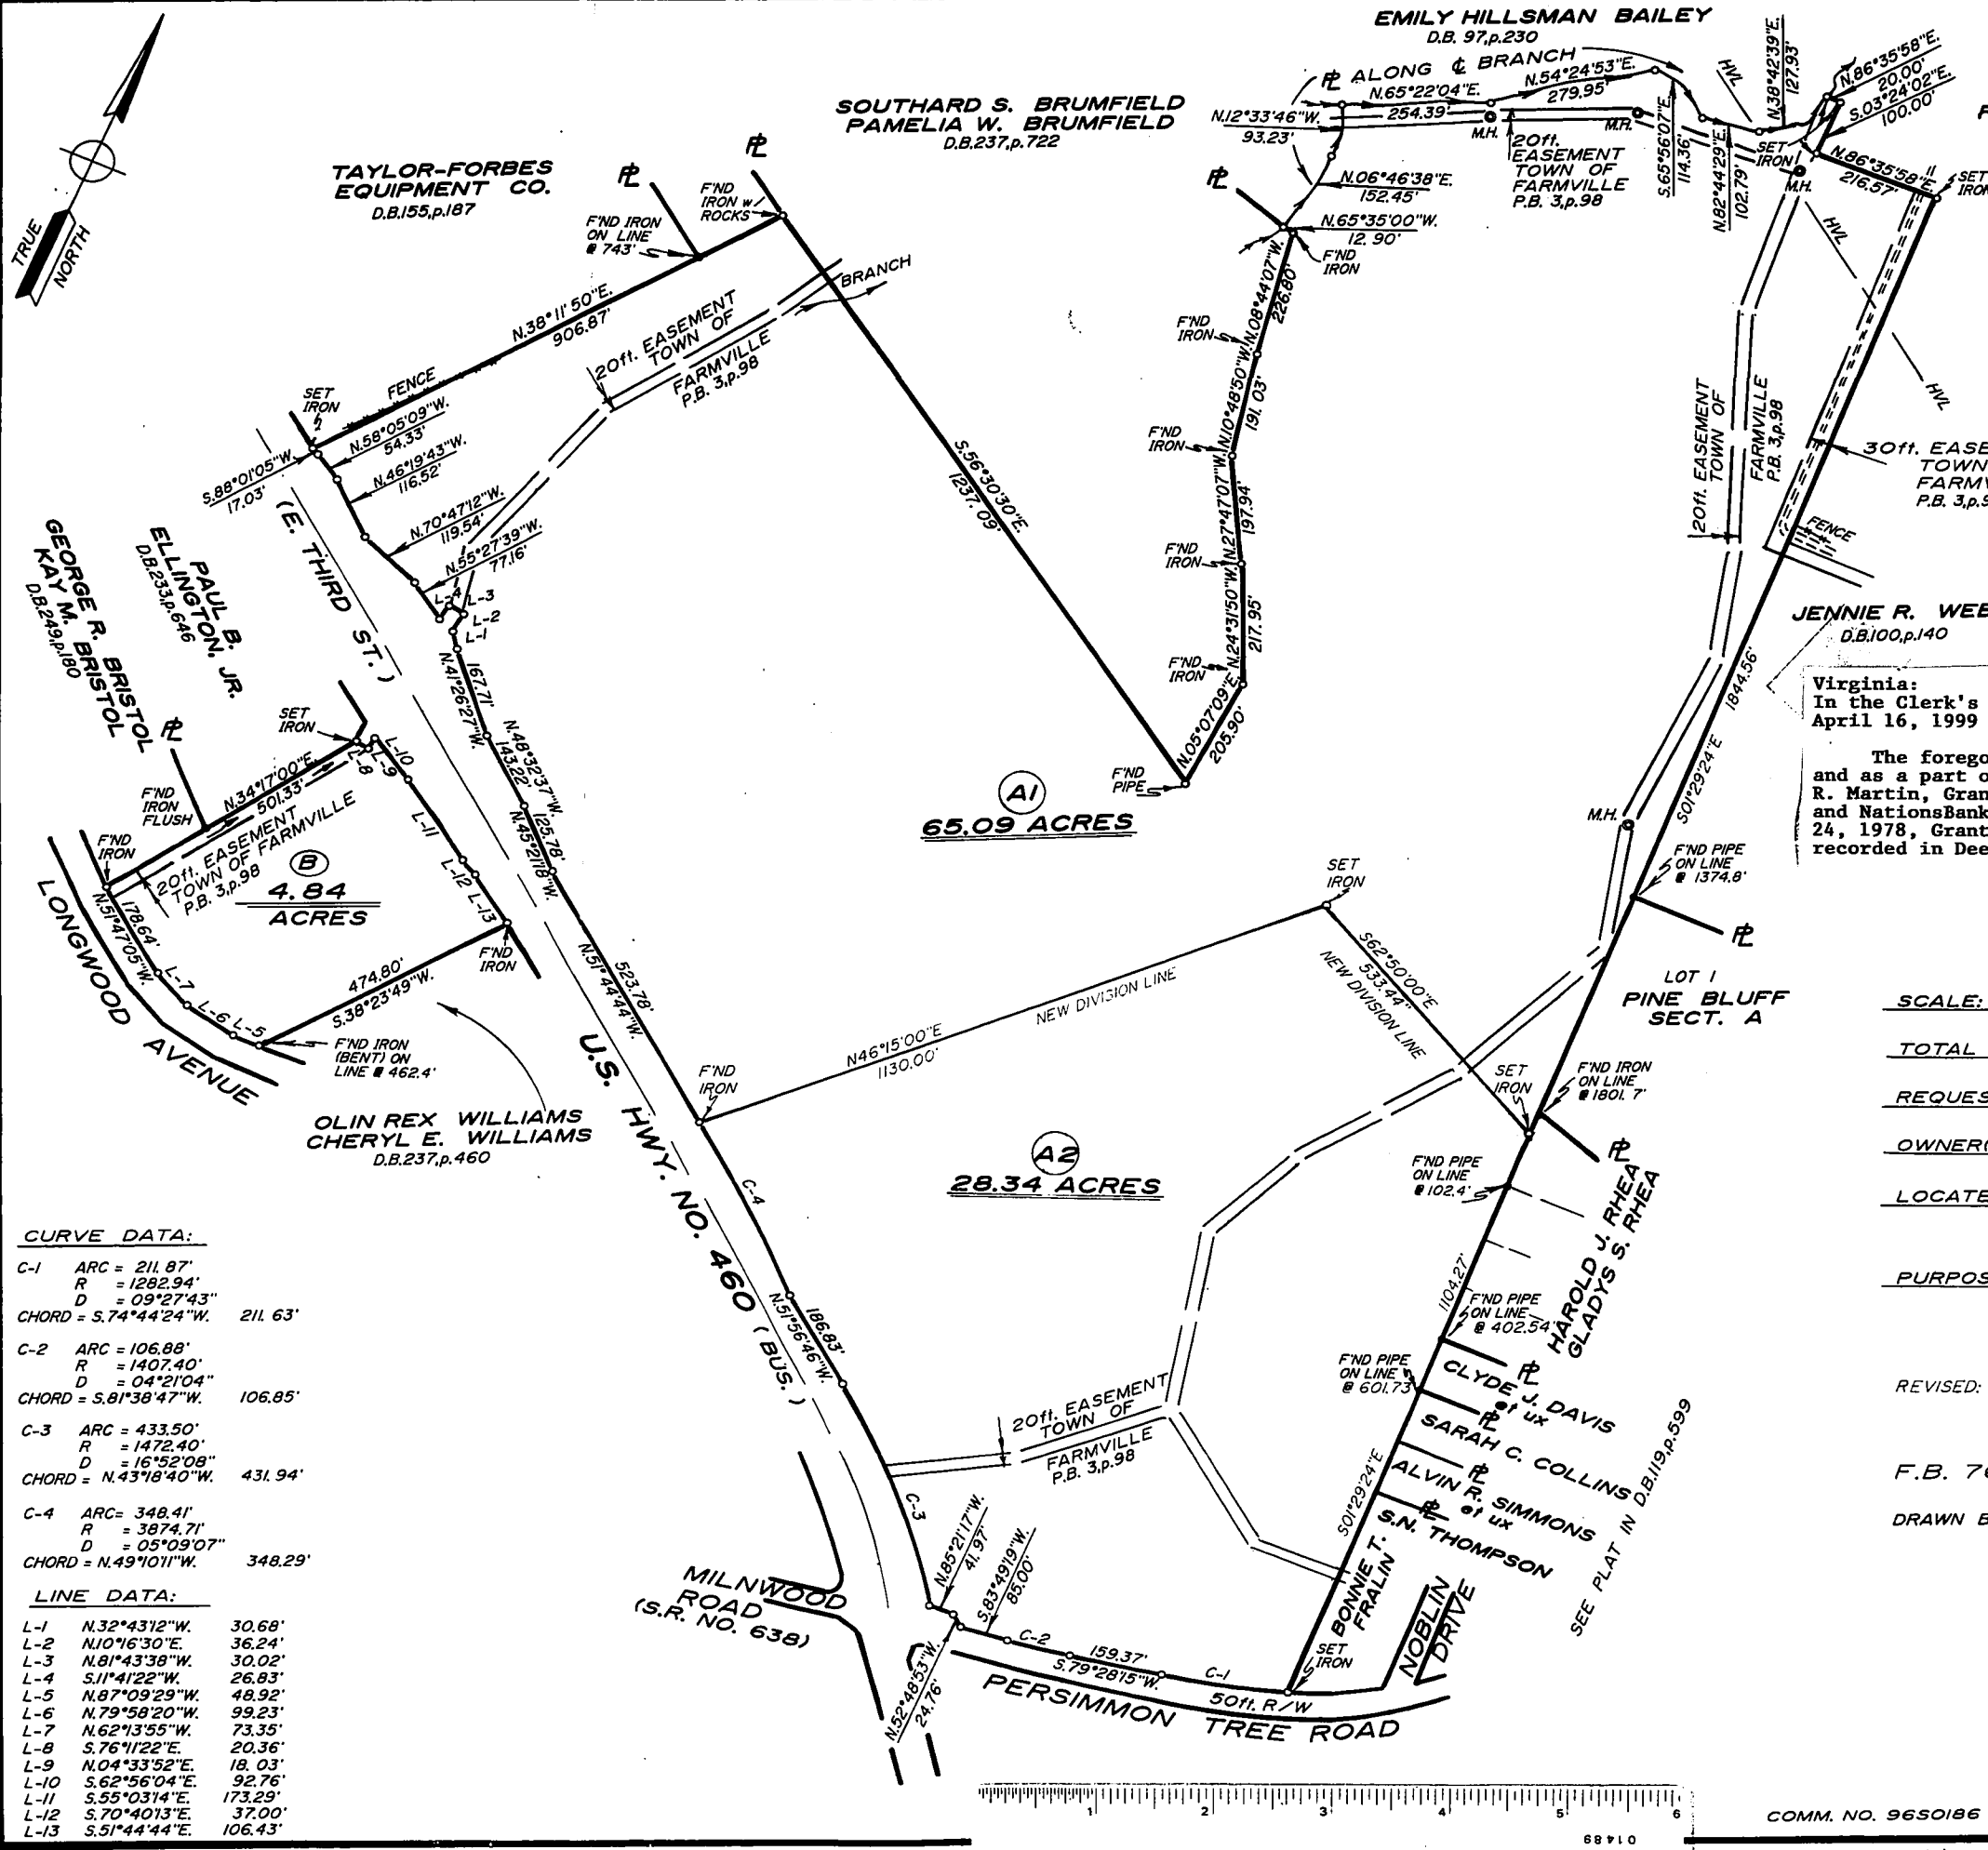 EMILY HILLSMAN BAILEY
D.B. 97,p.230
℄ ALONG BRANCH
TRUE
NORTH
TAYLOR-FORBES
EQUIPMENT CO.
D.B.155,p.187
SOUTHARD S. BRUMFIELD
PAMELIA W. BRUMFIELD
D.B.237,p.722
F'ND IRON
ON LINE
@ 743'
F'ND
IRON w/
ROCKS
BRANCH
N.38°11'50"E.
906.87'
FENCE
SET
IRON
20ft. EASEMENT
TOWN OF
FARMVILLE
P.B. 3,p.98
S.88°01'05"W.
17.03'
N.58°05'09"W.
54.33'
N.46°19'43"W.
116.52'
N.70°47'12"W.
119.54'
N.55°27'39"W.
77.16'
L-4
L-3
L-2
L-1
S.56°30'30"E.
1237.09'
N.12°33'46"W.
93.23'
N.65°22'04"E.
254.39'
N.54°24'53"E.
279.95'
M.H.
M.H.
20ft.
EASEMENT
TOWN OF
FARMVILLE
P.B. 3,p.98
S.65°56'07"E.
114.36'
N.82°44'29"E.
102.79'
HVL
N.38°42'39"E.
127.93'
N.86°35'58"E.
20.00'
S.03°24'02"E.
100.00'
SET
IRON
M.H.
N.86°35'58"E.
216.57'
SET
IRON
HVL
HVL
N.06°46'38"E.
152.45'
N.65°35'00"W.
12.90'
F'ND
IRON
N.08°44'07"W.
226.80'
F'ND
IRON
N.10°48'50"W.
191.03'
F'ND
IRON
N.27°47'07"W.
197.94'
F'ND
IRON
N.24°31'50"W.
217.95'
F'ND
IRON
N.05°07'09"E.
205.90'
F'ND
PIPE
20ft. EASEMENT
TOWN OF
FARMVILLE
P.B. 3,p.98
30ft. EASE
TOWN
FARMV
P.B. 3,p.9
FENCE
JENNIE R. WEB
D.B.100,p.140
Virginia:
In the Clerk's
April 16, 1999
The forego
and as a part o
R. Martin, Gran
and NationsBank
24, 1978, Grant
recorded in Dee
1844.56'
S01°29'24"E
M.H.
F'ND PIPE
ON LINE
@ 1374.8'
LOT 1
PINE BLUFF
SECT. A
GEORGE R. BRISTOL
KAY M. BRISTOL
D.B.249,p.180
PAUL B.
ELLINGTON, JR.
D.B.233,p.646
(E. THIRD ST.)
SET
IRON
F'ND
IRON
FLUSH
F'ND
IRON
N.34°17'00"E.
501.33'
20ft. EASEMENT
TOWN OF FARMVILLE
P.B. 3,p.98
B
4.84
ACRES
L-8
L-9
L-10
L-11
L-12
L-13
F'ND
IRON
LONGWOOD
AVENUE
178.64'
N.51°47'05"W.
L-7
L-6
L-5
474.80'
S.38°23'49"W.
F'ND IRON
(BENT) ON
LINE @ 462.4'
OLIN REX WILLIAMS
CHERYL E. WILLIAMS
D.B.237,p.460
167.71'
N.41°26'27"W.
N.48°32'37"W.
143.22'
125.78'
N.45°21'18"W.
523.78'
N.51°44'44"W.
A1
65.09 ACRES
F'ND
IRON
N46°15'00"E
1130.00'
NEW DIVISION LINE
SET
IRON
S62°50'00"E
533.44"
NEW DIVISION LINE
SET
IRON
F'ND IRON
ON LINE
@ 1801.7'
A2
28.34 ACRES
U.S. HWY. NO. 460 (BUS.)
C-4
186.83'
N.51°56'46"W.
C-3
20ft. EASEMENT
TOWN OF
FARMVILLE
P.B. 3,p.98
F'ND PIPE
ON LINE
@ 102.4'
1104.27'
F'ND PIPE
ON LINE
@ 402.54'
F'ND PIPE
ON LINE
@ 601.73'
S01°29'24"E
HAROLD J. RHEA
GLADYS S. RHEA
CLYDE J. DAVIS
et ux
SARAH C. COLLINS
ALVIN R. SIMMONS
et ux
S.N. THOMPSON
BONNIE T.
FRALIN
SEE PLAT IN D.B.119,p.599
NOBLIN
DRIVE
SET
IRON
N.85°21'17"W.
41.97'
S.83°49'19"W.
85.00'
N.52°48'53"W.
24.76'
C-2
159.37'
S.79°28'15"W.
C-1
50ft. R/W
PERSIMMON TREE ROAD
MILNWOOD
ROAD
(S.R. NO. 638)
SCALE:
TOTAL
REQUES
OWNER(
LOCATE
PURPOS
REVISED:
F.B. 7
DRAWN B
CURVE DATA:
C-1 ARC = 211.87'
R = 1282.94'
D = 09°27'43"
CHORD = S.74°44'24"W. 211.63'
C-2 ARC = 106.88'
R = 1407.40'
D = 04°21'04"
CHORD = S.81°38'47"W. 106.85'
C-3 ARC = 433.50'
R = 1472.40'
D = 16°52'08"
CHORD = N.43°18'40"W. 431.94'
C-4 ARC= 348.41'
R = 3874.71'
D = 05°09'07"
CHORD = N.49°10'11"W. 348.29'
LINE DATA:
L-1 N.32°43'12"W. 30.68'
L-2 N.10°16'30"E. 36.24'
L-3 N.81°43'38"W. 30.02'
L-4 S.11°41'22"W. 26.83'
L-5 N.87°09'29"W. 48.92'
L-6 N.79°58'20"W. 99.23'
L-7 N.62°13'55"W. 73.35'
L-8 S.76°11'22"E. 20.36'
L-9 N.04°33'52"E. 18.03'
L-10 S.62°56'04"E. 92.76'
L-11 S.55°03'14"E. 173.29'
L-12 S.70°40'13"E. 37.00'
L-13 S.51°44'44"E. 106.43'
1 2 3 4 5 6
01489
COMM. NO. 96S0186